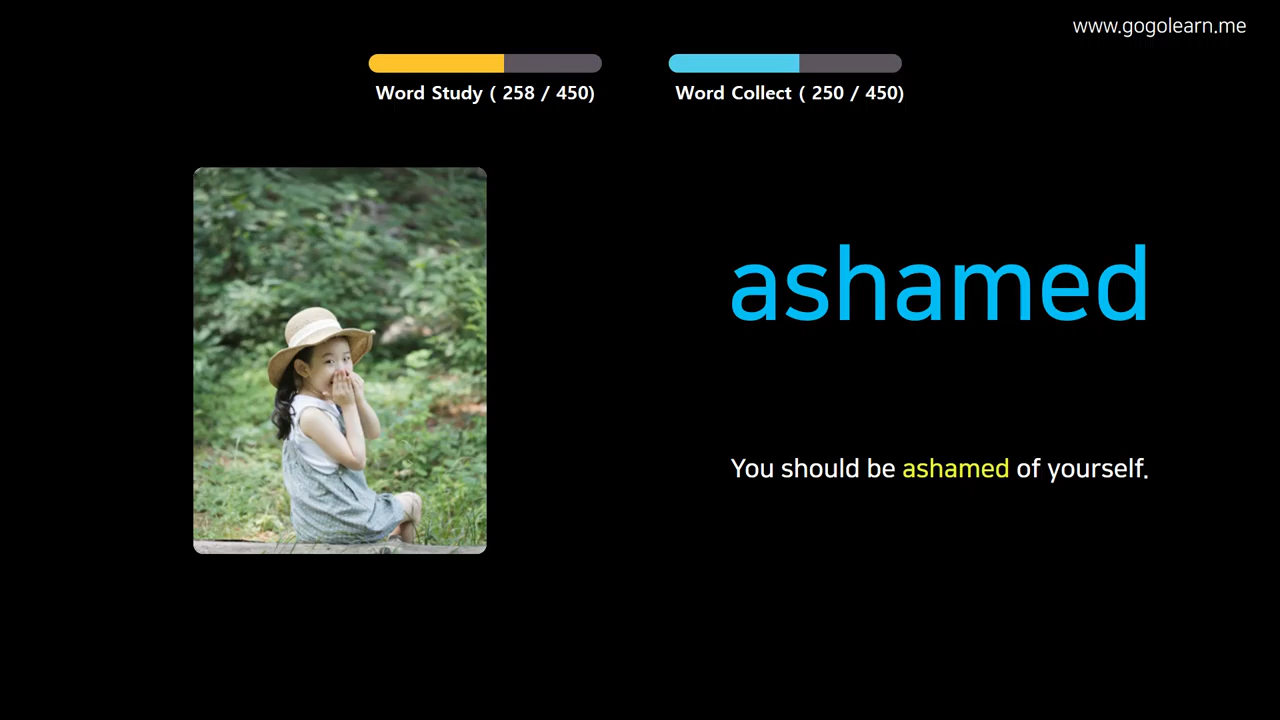 www.gogolearn.me
Word Study ( 258 / 450)
Word Collect ( 250 / 450)
ashamed
You should be ashamed of yourself.